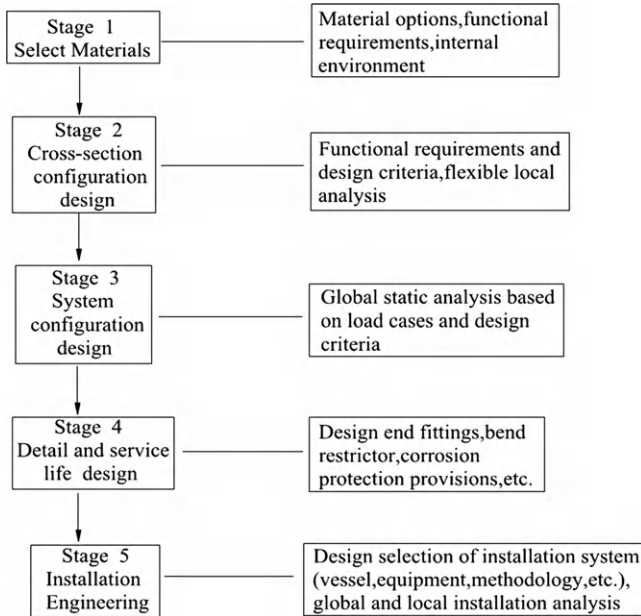 Stage 1
Select Materials
Material options,functional
requirements,internal
environment
Stage 2
Cross-section
configuration
design
Functional requirements and
design criteria,flexible local
analysis
Stage 3
System
configuration
design
Global static analysis based
on load cases and design
criteria
Stage 4
Detail and service
life design
Design end fittings,bend
restrictor,corrosion
protection provisions,etc.
Stage 5
Installation
Engineering
Design selection of installation system
(vessel,equipment,methodology,etc.),
global and local installation analysis